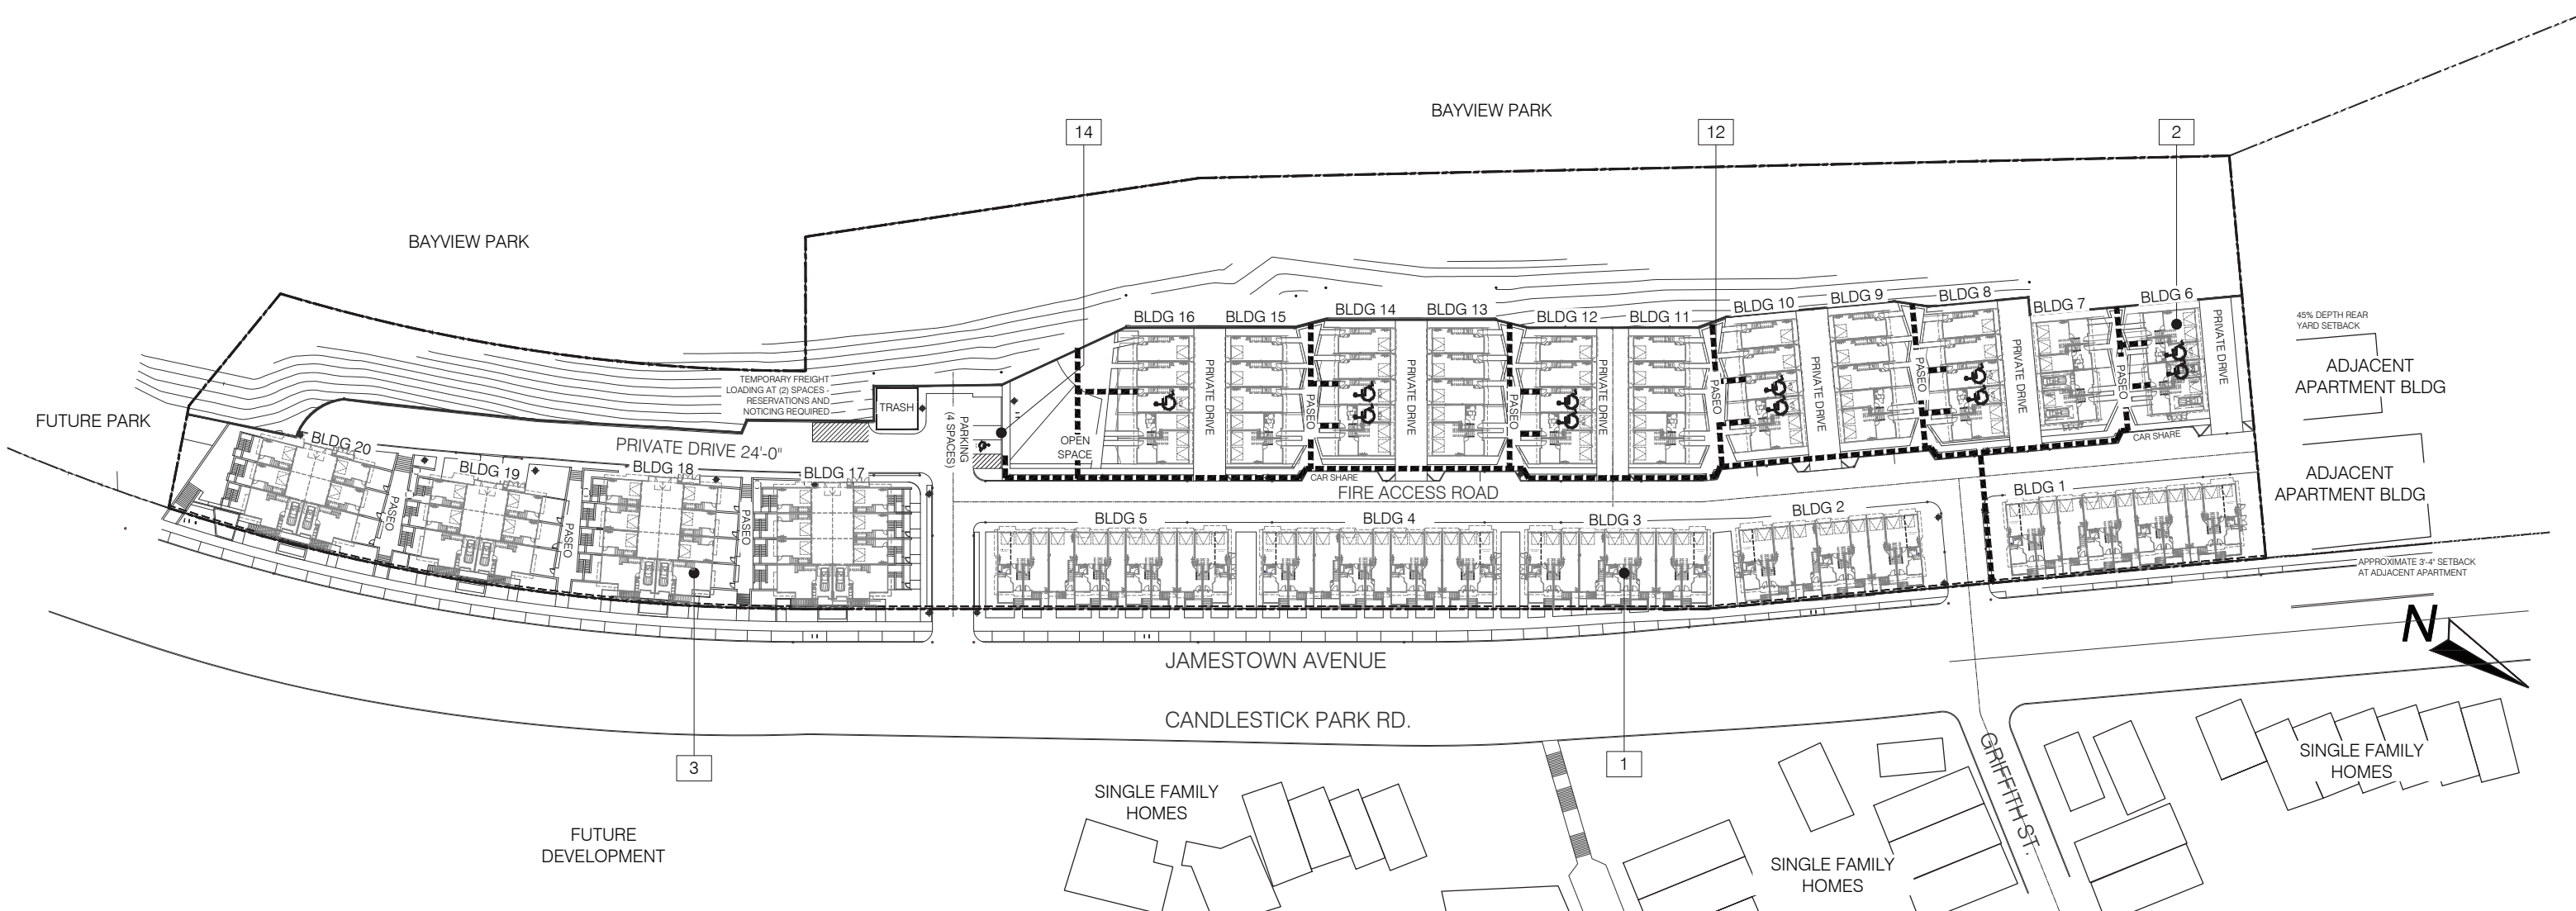 BAYVIEW PARK
14
12
2
BAYVIEW PARK
BLDG 16
BLDG 15
BLDG 14
BLDG 13
BLDG 12
BLDG 11
BLDG 10
BLDG 9
BLDG 8
BLDG 7
BLDG 6
45% DEPTH REAR
YARD SETBACK
ADJACENT
APARTMENT BLDG
PRIVATE DRIVE
PRIVATE DRIVE
PRIVATE DRIVE
PRIVATE DRIVE
PRIVATE DRIVE
PRIVATE DRIVE
PASEO
PASEO
PASEO
PASEO
PASEO
TEMPORARY FREIGHT
LOADING AT (2) SPACES -
RESERVATIONS AND
NOTICING REQUIRED
TRASH
PARKING
(4 SPACES)
OPEN
SPACE
FUTURE PARK
PRIVATE DRIVE 24'-0"
BLDG 20
BLDG 19
BLDG 18
BLDG 17
PASEO
PASEO
PASEO
CAR SHARE
CAR SHARE
FIRE ACCESS ROAD
ADJACENT
APARTMENT BLDG
BLDG 5
BLDG 4
BLDG 3
BLDG 2
BLDG 1
APPROXIMATE 3'-4" SETBACK
AT ADJACENT APARTMENT
N
JAMESTOWN AVENUE
CANDLESTICK PARK RD.
GRIFFITH ST.
3
1
SINGLE FAMILY
HOMES
SINGLE FAMILY
HOMES
FUTURE
DEVELOPMENT
SINGLE FAMILY
HOMES